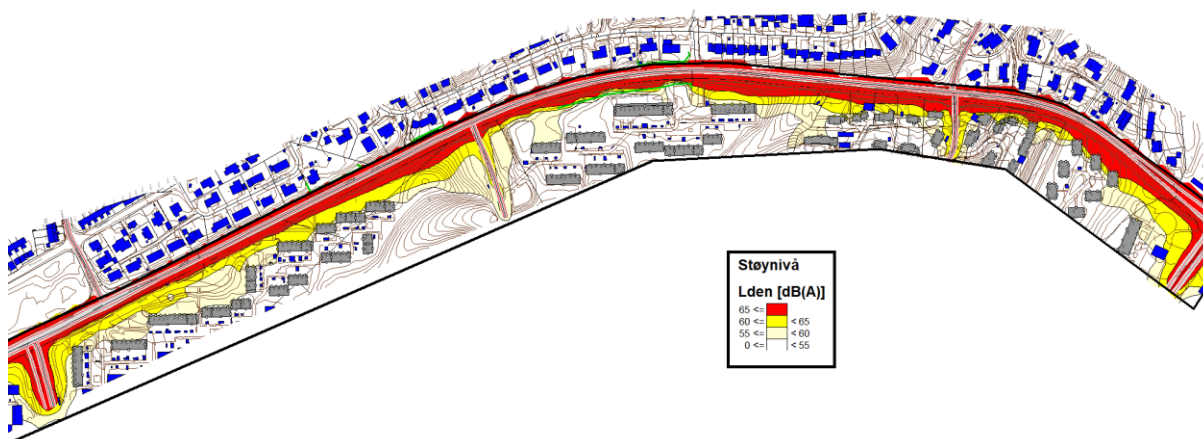 Støynivå
Lden [dB(A)]
65 <=
60 <= < 65
55 <= < 60
0 <= < 55